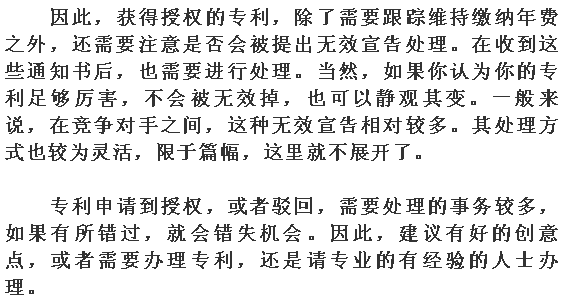 因此，获得授权的专利，除了需要跟踪维持缴纳年费
之外，还需要注意是否会被提出无效宣告处理。在收到这
些通知书后，也需要进行处理。当然，如果你认为你的专
利足够厉害，不会被无效掉，也可以静观其变。一般来
说，在竞争对手之间，这种无效宣告相对较多。其处理方
式也较为灵活，限于篇幅，这里就不展开了。
专利申请到授权，或者驳回，需要处理的事务较多，
如果有所错过，就会错失机会。因此，建议有好的创意
点，或者需要办理专利，还是请专业的有经验的人士办
理。